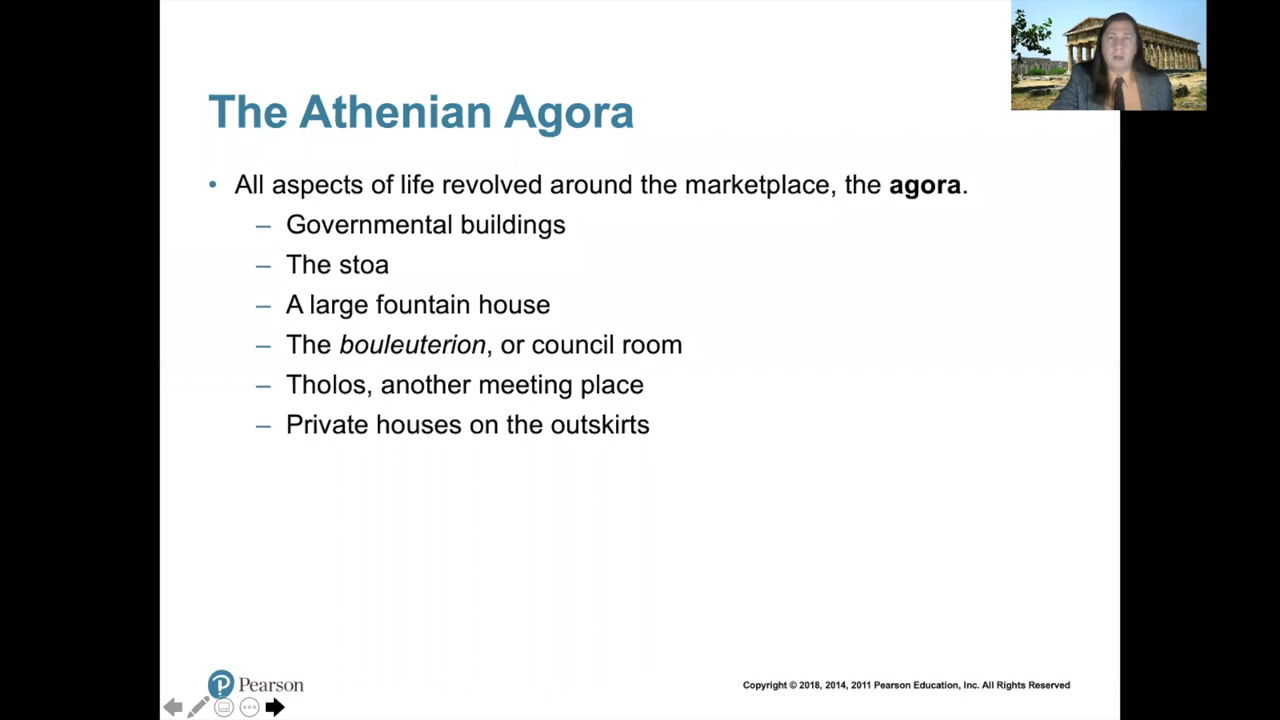 The Athenian Agora
• All aspects of life revolved around the marketplace, the agora.
– Governmental buildings
– The stoa
– A large fountain house
– The bouleuterion, or council room
– Tholos, another meeting place
– Private houses on the outskirts
P Pearson
Copyright © 2018, 2014, 2011 Pearson Education, Inc. All Rights Reserved